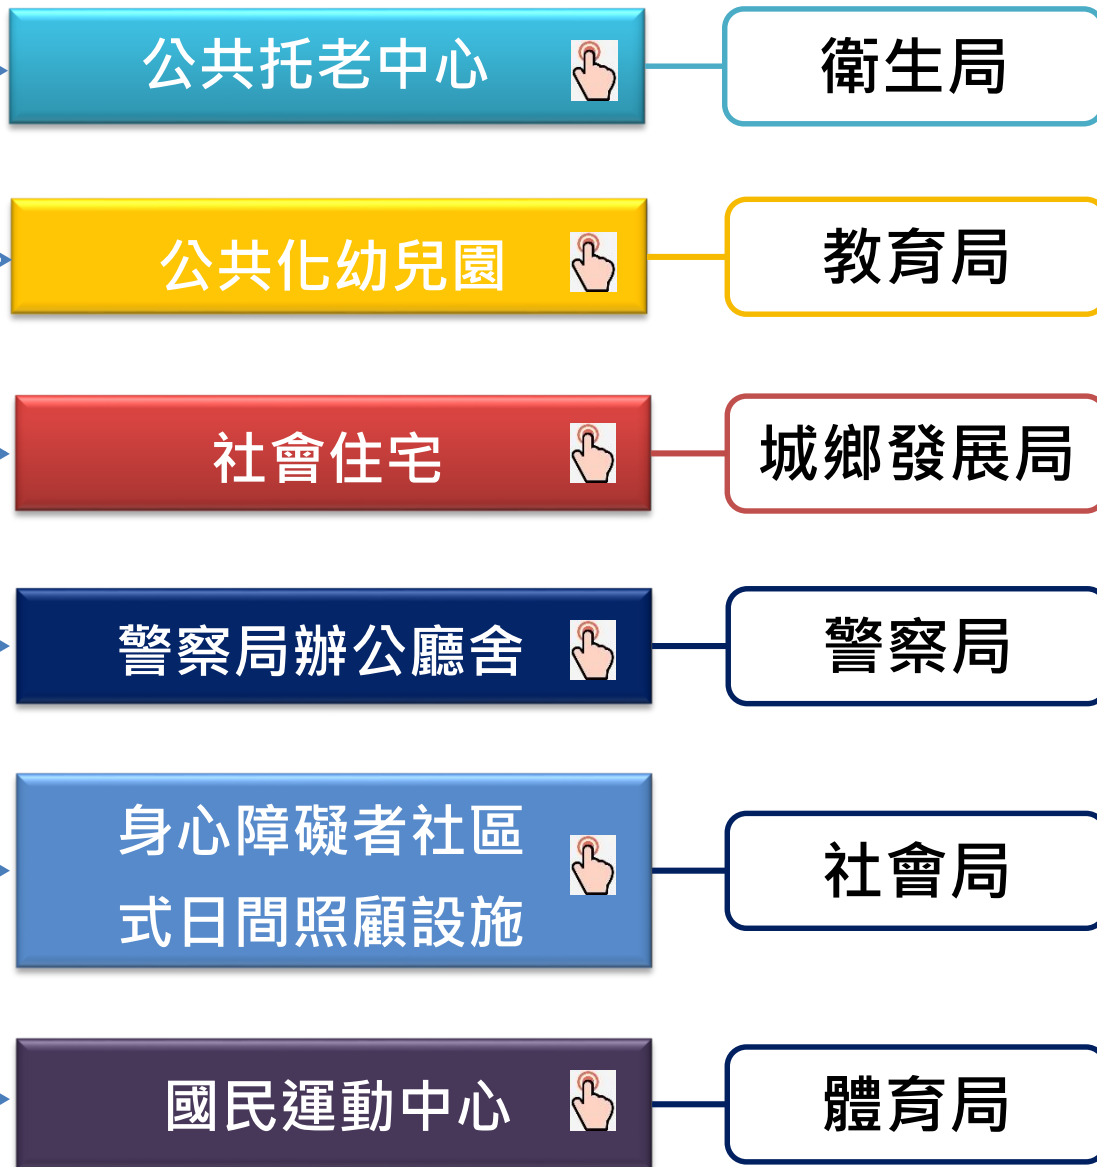 公共托老中心
衛生局
公共化幼兒園
教育局
社會住宅
城鄉發展局
警察局辦公廳舍
警察局
身心障礙者社區
式日間照顧設施
社會局
國民運動中心
體育局